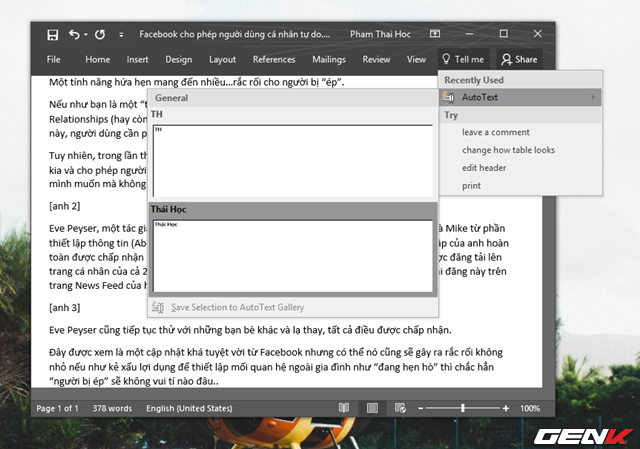 Facebook cho phép người dùng cá nhân tự do....
Pham Thai Hoc
File Home Insert Design Layout References Mailings Review View Tell me Share
Một tính năng hứa hẹn mang đến nhiều...rắc rối cho người bị “ép”.
Recently Used
AutoText
Try
leave a comment
change how table looks
edit header
print
General
TH
TH
Thái Học
Thái Học
Save Selection to AutoText Gallery
Nếu như bạn là một “t
Relationships (hay còn
này, người dùng cần p
Tuy nhiên, trong lần th
kia và cho phép người
mình muốn mà không
[anh 2]
Eve Peyser, một tác giả
à Mike từ phần
thiết lập thông tin (Ab
ập của anh hoàn
toàn được chấp nhận
ợc đăng tải lên
trang cá nhân của cả 2
i đăng này trên
trang News Feed của h
[anh 3]
Eve Peyser cũng tiếp tục thử với những bạn bè khác và lạ thay, tất cả điều được chấp nhận.
Đây được xem là một cập nhật khá tuyệt vời từ Facebook nhưng có thể nó cũng sẽ gây ra rắc rối không
nhỏ nếu như kẻ xấu lợi dụng để thiết lập mối quan hệ ngoài gia đình như “đang hẹn hò” thì chắc hẳn
“người bị ép” sẽ không vui tí nào đâu..
Page 1 of 1 378 words English (United States) 100%
GENK